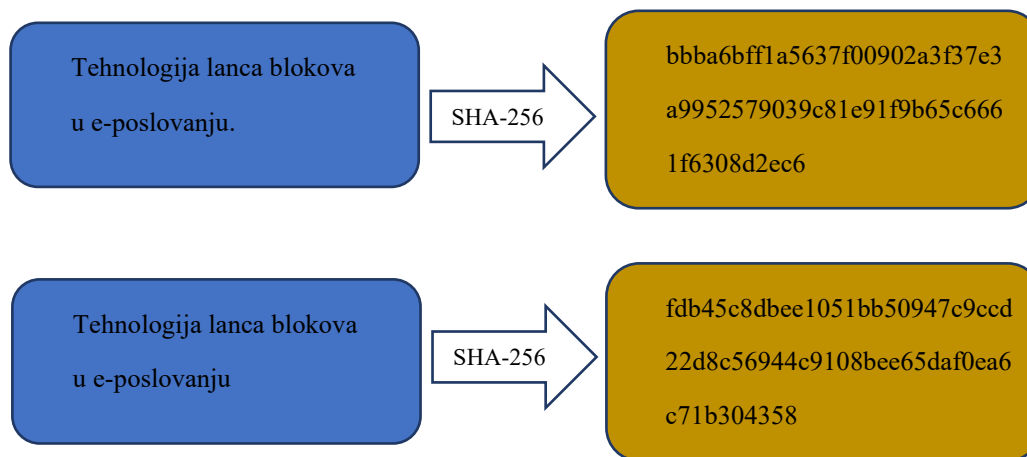 Tehnologija lanca blokova
u e-poslovanju.
SHA-256
bbba6bff1a5637f00902a3f37e3
a9952579039c81e91f9b65c666
1f6308d2ec6
Tehnologija lanca blokova
u e-poslovanju
SHA-256
fdb45c8dbee1051bb50947c9ccd
22d8c56944c9108bee65daf0ea6
c71b304358